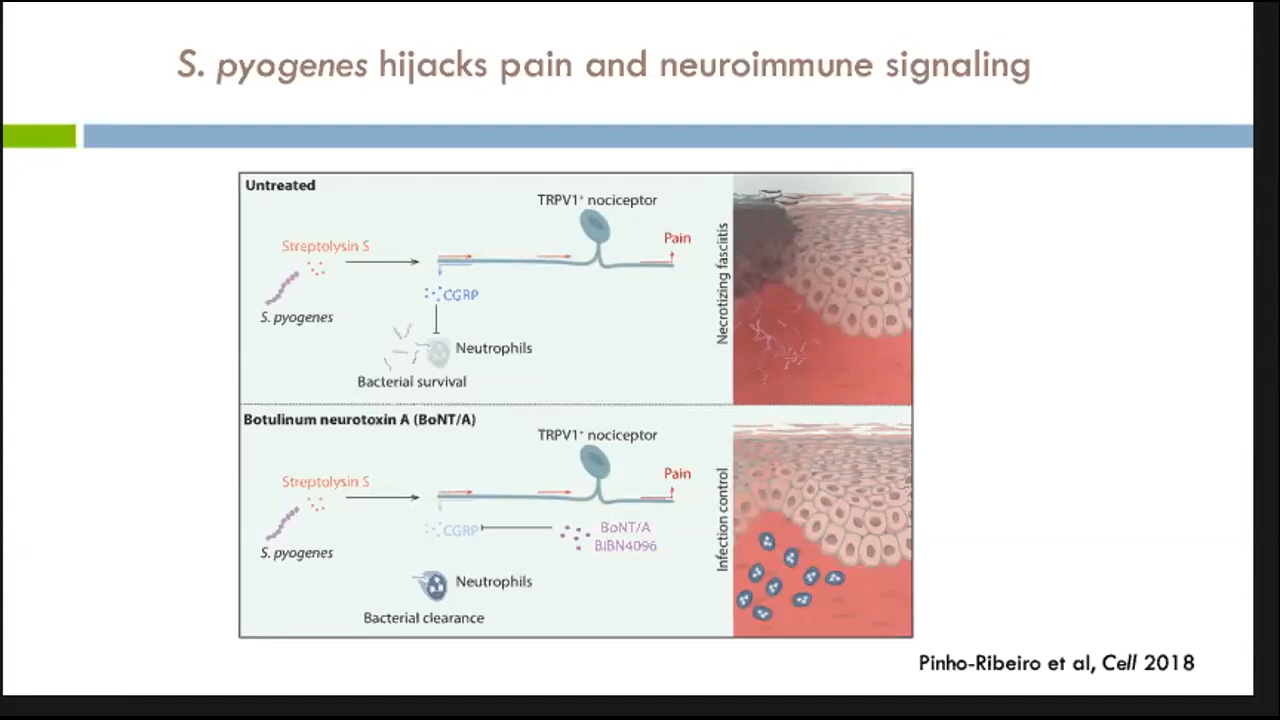 S. pyogenes hijacks pain and neuroimmune signaling
Untreated
TRPV1⁺ nociceptor
Streptolysin S
Pain
CGRP
S. pyogenes
Neutrophils
Bacterial survival
Necrotizing fasciitis
Botulinum neurotoxin A (BoNT/A)
TRPV1⁺ nociceptor
Streptolysin S
Pain
CGRP
BoNT/A
BIBN4096
S. pyogenes
Neutrophils
Bacterial clearance
Infection control
Pinho-Ribeiro et al, Cell 2018